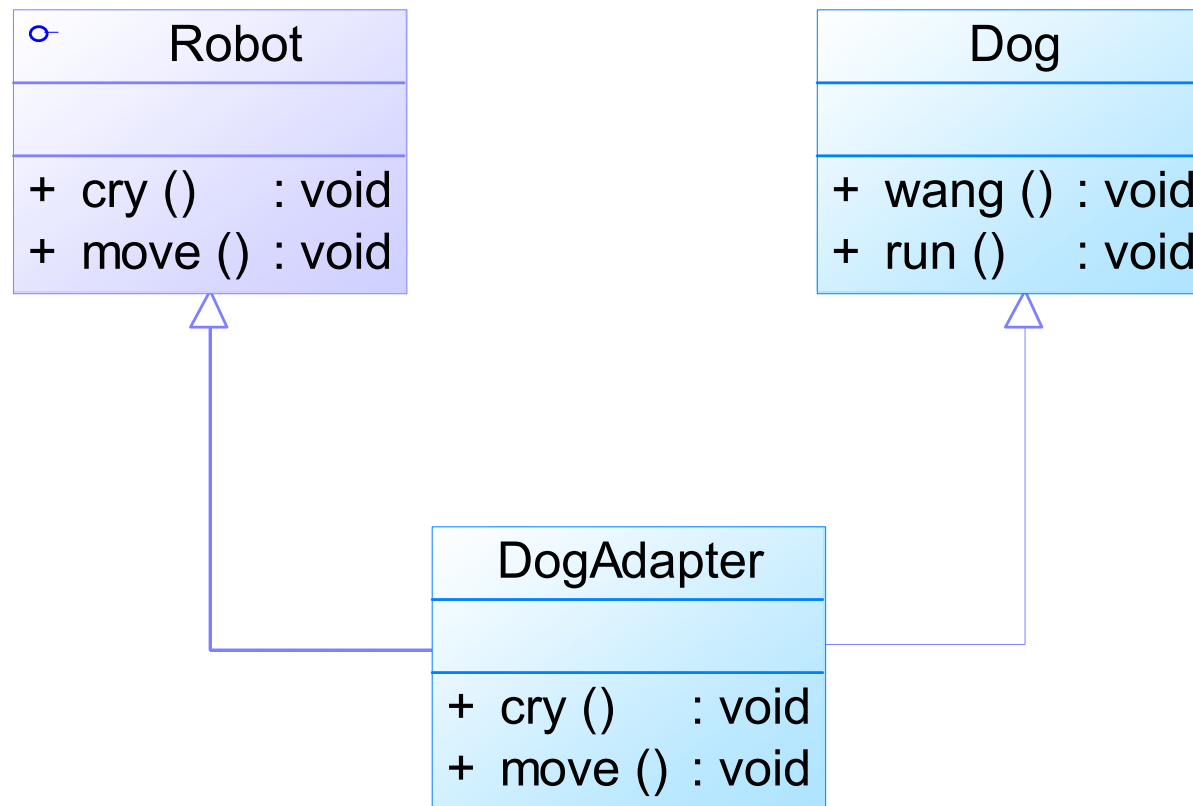 Robot
+ cry () : void
+ move () : void
Dog
+ wang () : void
+ run () : void
DogAdapter
+ cry () : void
+ move () : void